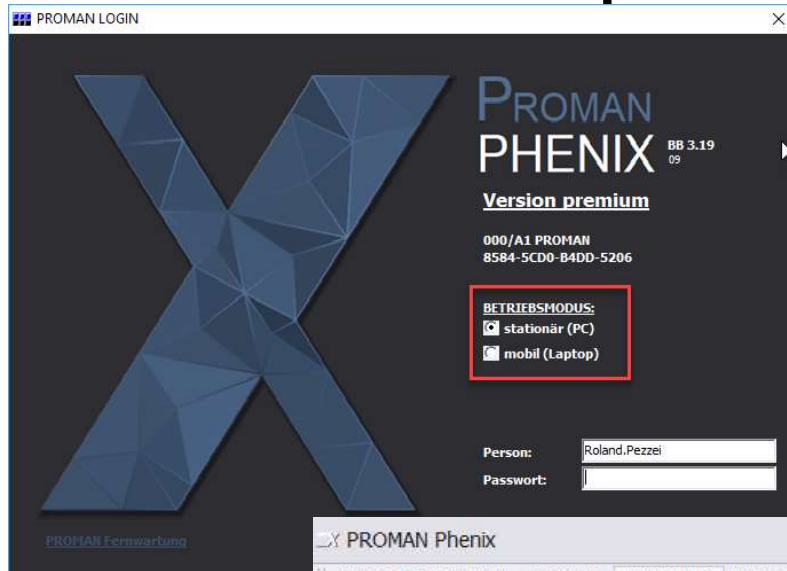 PROMAN LOGIN
PROMAN
PHENIX BB 3.19
09
Version premium
000/A1 PROMAN
8584-5CD0-B4DD-5206
BETRIEBSMODUS:
stationär (PC)
mobil (Laptop)
Person: Roland.Pezzei
Passwort:
PROMAN Fernwartung
PROMAN Phenix